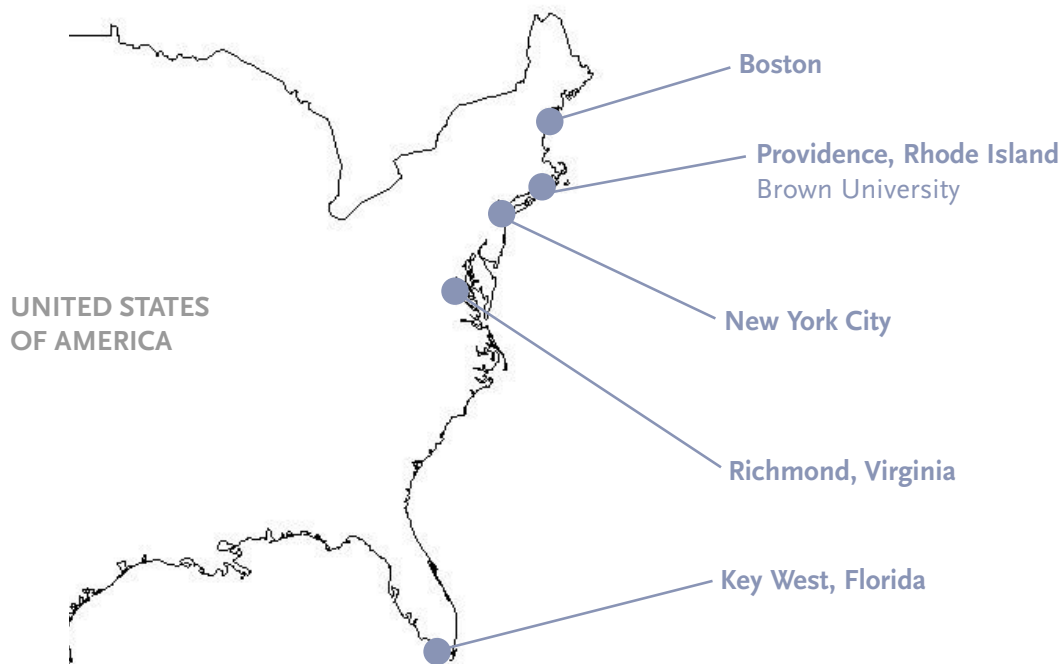 Boston
Providence, Rhode Island
Brown University
UNITED STATES
OF AMERICA
New York City
Richmond, Virginia
Key West, Florida